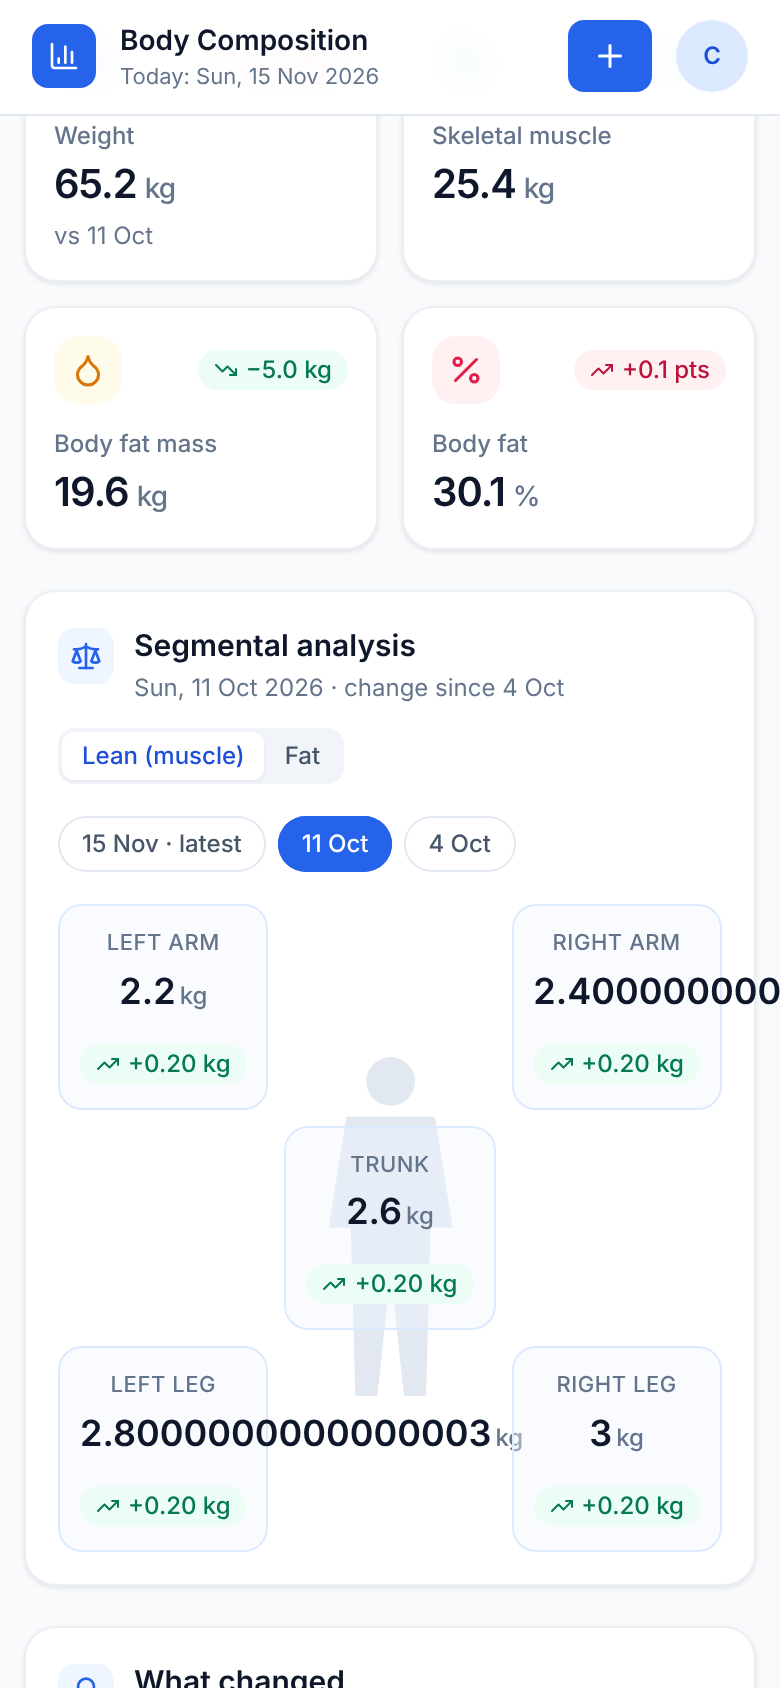 Body Composition
Today: Sun, 15 Nov 2026
C
Weight
65.2 kg
vs 11 Oct
Skeletal muscle
25.4 kg
−5.0 kg
Body fat mass
19.6 kg
+0.1 pts
Body fat
30.1 %
Segmental analysis
Sun, 11 Oct 2026 · change since 4 Oct
Lean (muscle) Fat
15 Nov · latest 11 Oct 4 Oct
LEFT ARM
2.2 kg
+0.20 kg
RIGHT ARM
2.400000000
+0.20 kg
TRUNK
2.6 kg
+0.20 kg
LEFT LEG
2.8000000000000003 kg
+0.20 kg
RIGHT LEG
3 kg
+0.20 kg
What changed